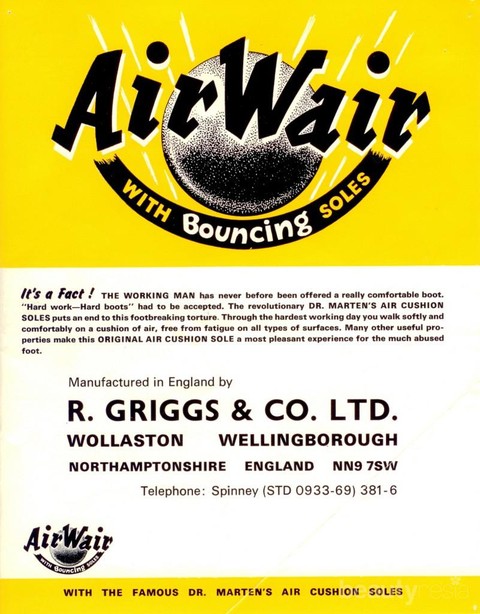 AirWair
WITH Bouncing SOLES
It's a Fact! THE WORKING MAN has never before been offered a really comfortable boot.
"Hard work—Hard boots" had to be accepted. The revolutionary DR. MARTEN'S AIR CUSHION
SOLES puts an end to this footbreaking torture. Through the hardest working day you walk softly and
comfortably on a cushion of air, free from fatigue on all types of surfaces. Many other useful pro-
perties make this ORIGINAL AIR CUSHION SOLE a most pleasant experience for the much abused
foot.
Manufactured in England by
R. GRIGGS & CO. LTD.
WOLLASTON WELLINGBOROUGH
NORTHAMPTONSHIRE ENGLAND NN9 7SW
Telephone: Spinney (STD 0933-69) 381-6
AirWair
WITH Bouncing SOLES
WITH THE FAMOUS DR. MARTEN'S AIR CUSHION SOLES